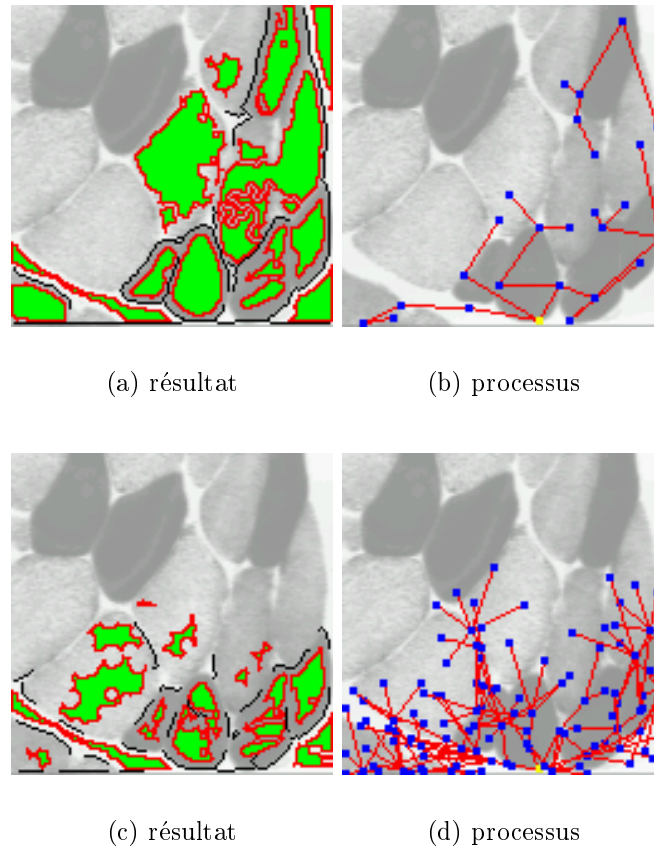 (a) résultat
(b) processus
(c) résultat
(d) processus